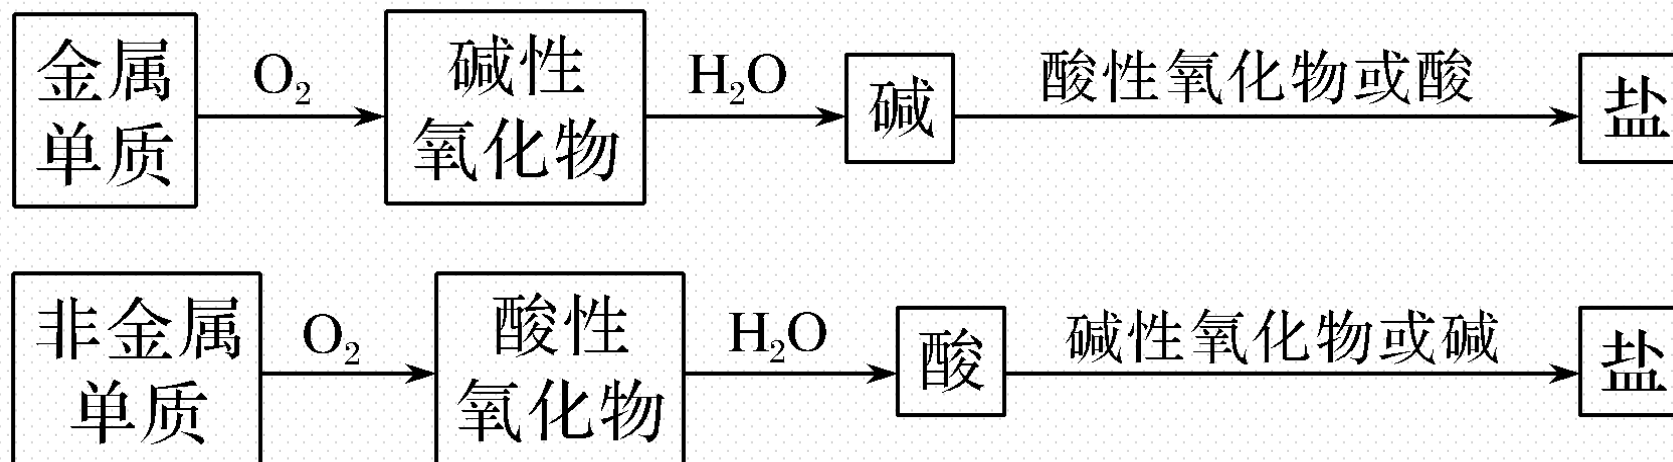 金属
单质
O₂
碱性
氧化物
H₂O
碱
酸性氧化物或酸
盐
非金属
单质
O₂
酸性
氧化物
H₂O
酸
碱性氧化物或碱
盐